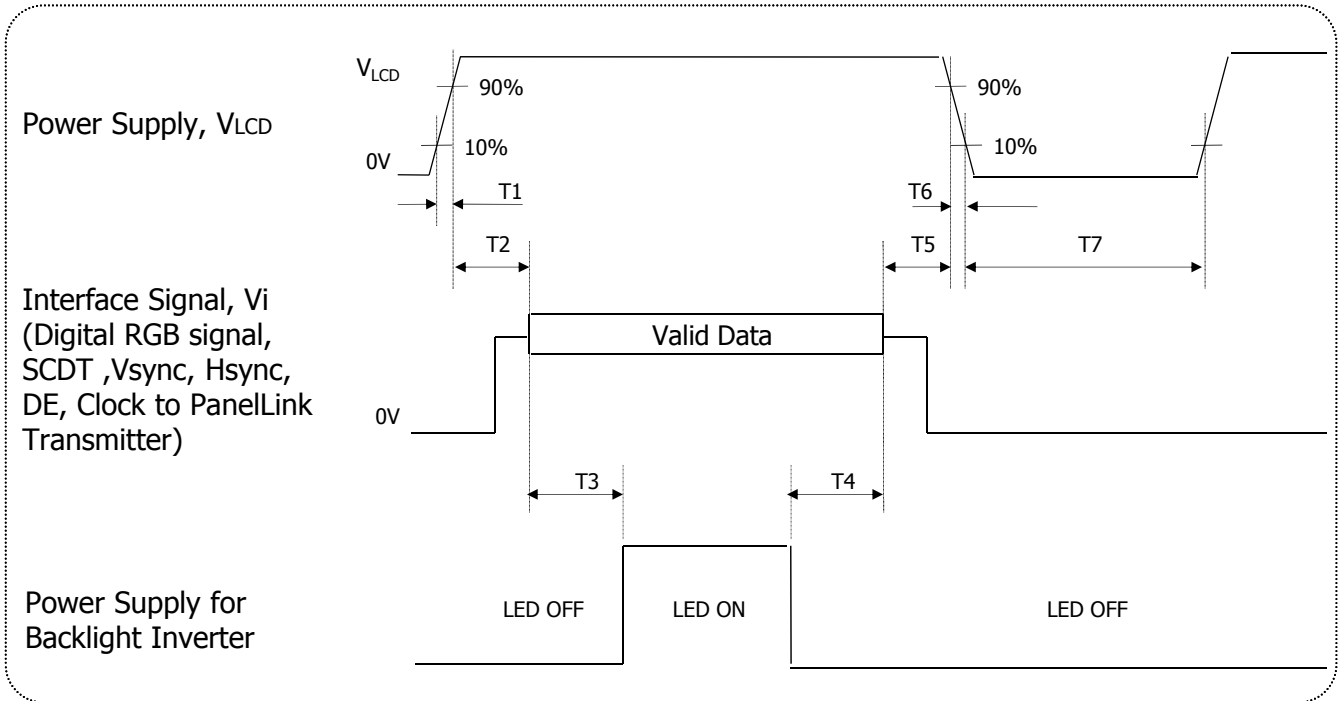 VLCD
90%
90%
Power Supply, VLCD
10%
10%
0V
T1
T6
T2
T5
T7
Interface Signal, Vi
(Digital RGB signal,
SCDT ,Vsync, Hsync,
DE, Clock to PanelLink
Transmitter)
Valid Data
0V
T3
T4
Power Supply for
Backlight Inverter
LED OFF
LED ON
LED OFF